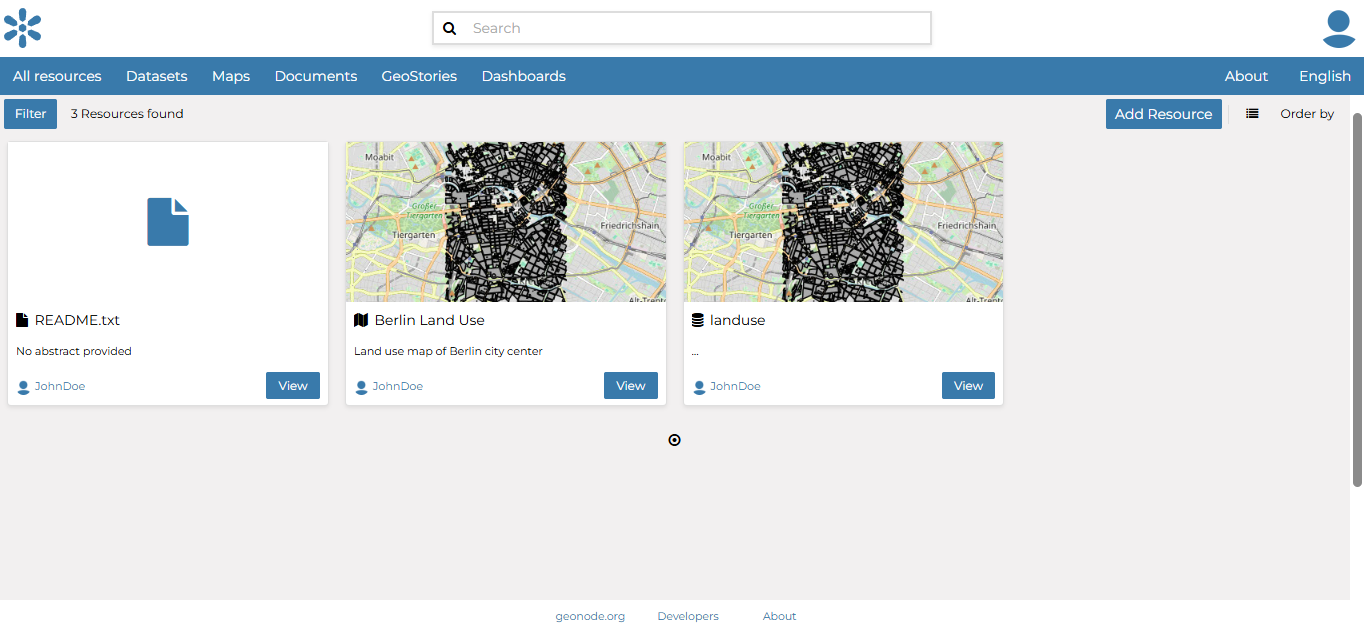 Search
All resources Datasets Maps Documents GeoStories Dashboards About English
Filter 3 Resources found Add Resource Order by
Moabit
Großer Tiergarten
Tiergarten
Friedrichshain
Alt-Trept
Moabit
Großer Tiergarten
Tiergarten
Friedrichshain
Alt-Trept
README.txt
No abstract provided
JohnDoe View
Berlin Land Use
Land use map of Berlin city center
JohnDoe View
landuse
...
JohnDoe View
geonode.org Developers About